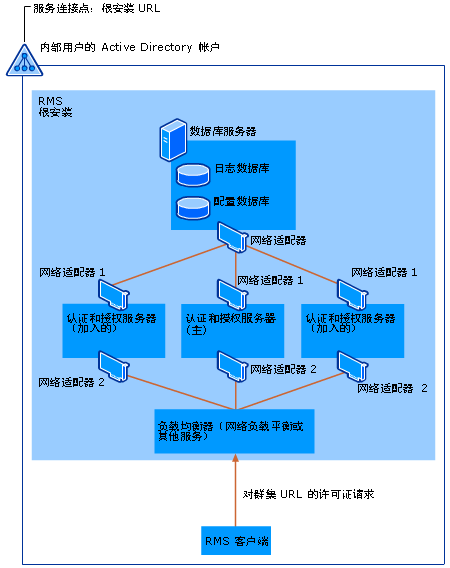 服务连接点：根安装 URL
内部用户的 Active Directory 帐户
RMS
根安装
数据库服务器
日志数据库
配置数据库
网络适配器
网络适配器 1
网络适配器 1
网络适配器 1
认证和授权服务器
（加入的）
认证和授权服务器
（主）
认证和授权服务器
（加入的）
网络适配器 2
网络适配器 2
网络适配器 2
负载均衡器（网络负载平衡或
其他服务）
对群集 URL 的许可证请求
RMS 客户端